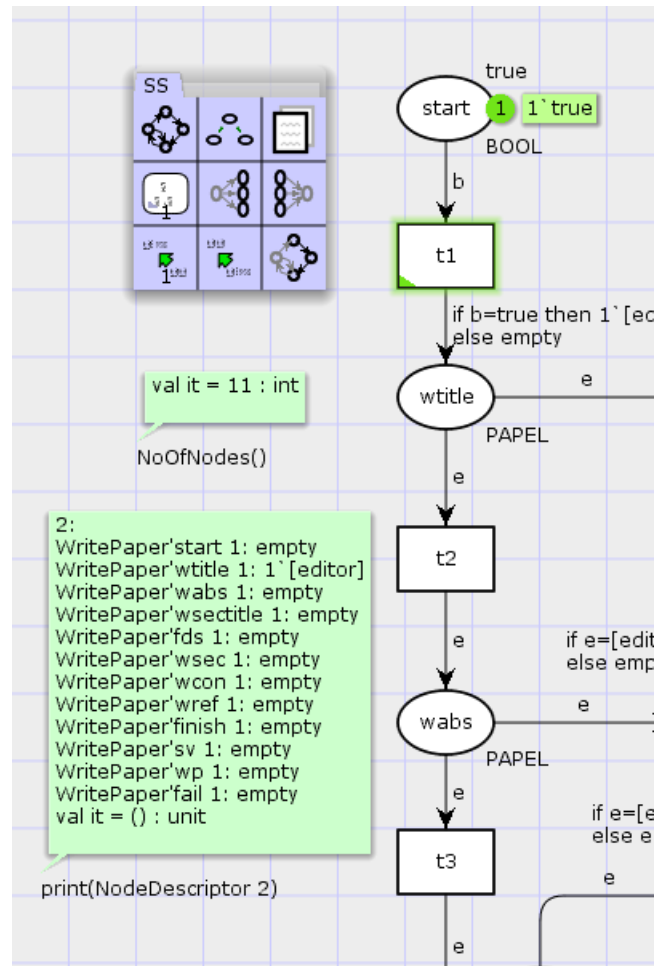 SS
true
start
1
1`true
BOOL
b
1
1
t1
if b=true then 1`[ed
else empty
val it = 11 : int
e
wtitle
PAPEL
NoOfNodes()
e
2:
WritePaper'start 1: empty
WritePaper'wtitle 1: 1`[editor]
WritePaper'wabs 1: empty
WritePaper'wsectitle 1: empty
WritePaper'fds 1: empty
WritePaper'wsec 1: empty
WritePaper'wcon 1: empty
WritePaper'wref 1: empty
WritePaper'finish 1: empty
WritePaper'sv 1: empty
WritePaper'wp 1: empty
WritePaper'fail 1: empty
val it = () : unit
t2
e
if e=[edit
else emp
e
wabs
PAPEL
e
if e=[e
else e
t3
e
print(NodeDescriptor 2)
e